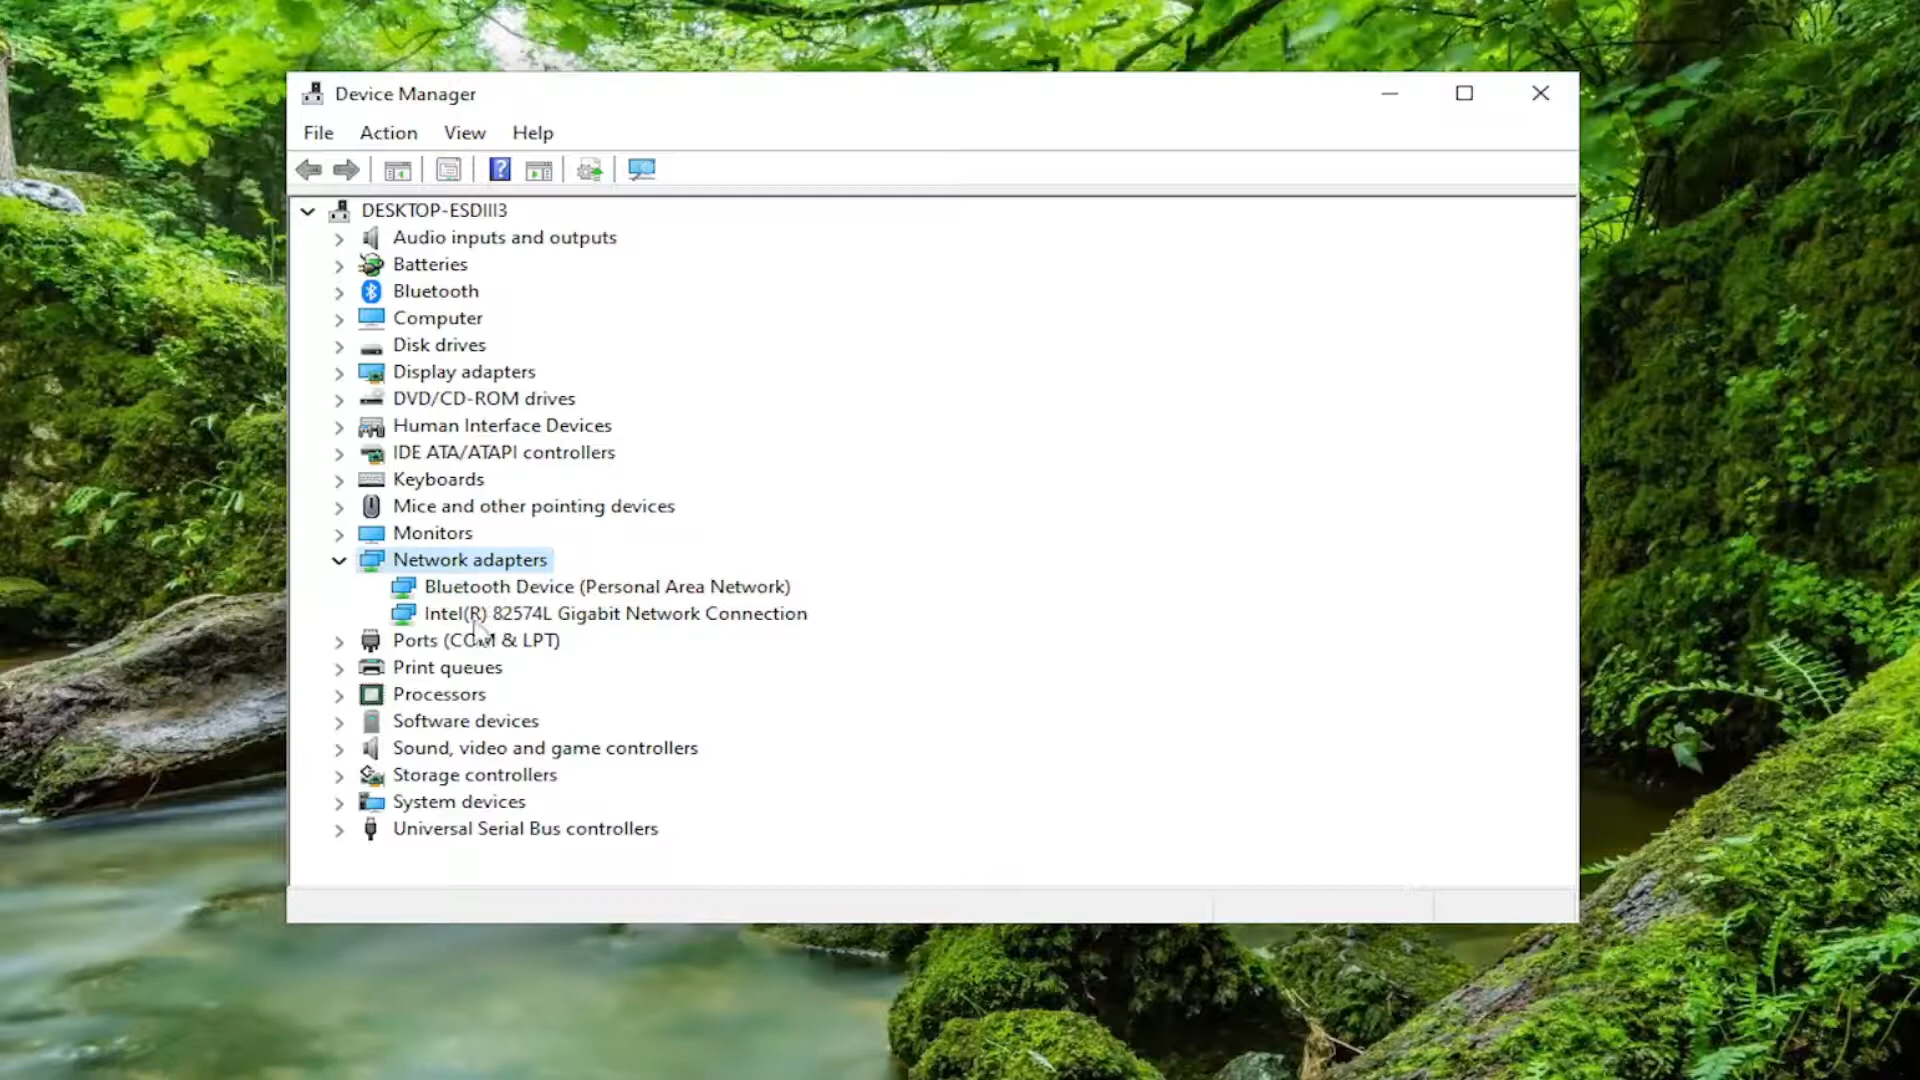 Device Manager
File Action View Help
DESKTOP-ESDIII3
Audio inputs and outputs
Batteries
Bluetooth
Computer
Disk drives
Display adapters
DVD/CD-ROM drives
Human Interface Devices
IDE ATA/ATAPI controllers
Keyboards
Mice and other pointing devices
Monitors
Network adapters
Bluetooth Device (Personal Area Network)
Intel(R) 82574L Gigabit Network Connection
Ports (COM & LPT)
Print queues
Processors
Software devices
Sound, video and game controllers
Storage controllers
System devices
Universal Serial Bus controllers